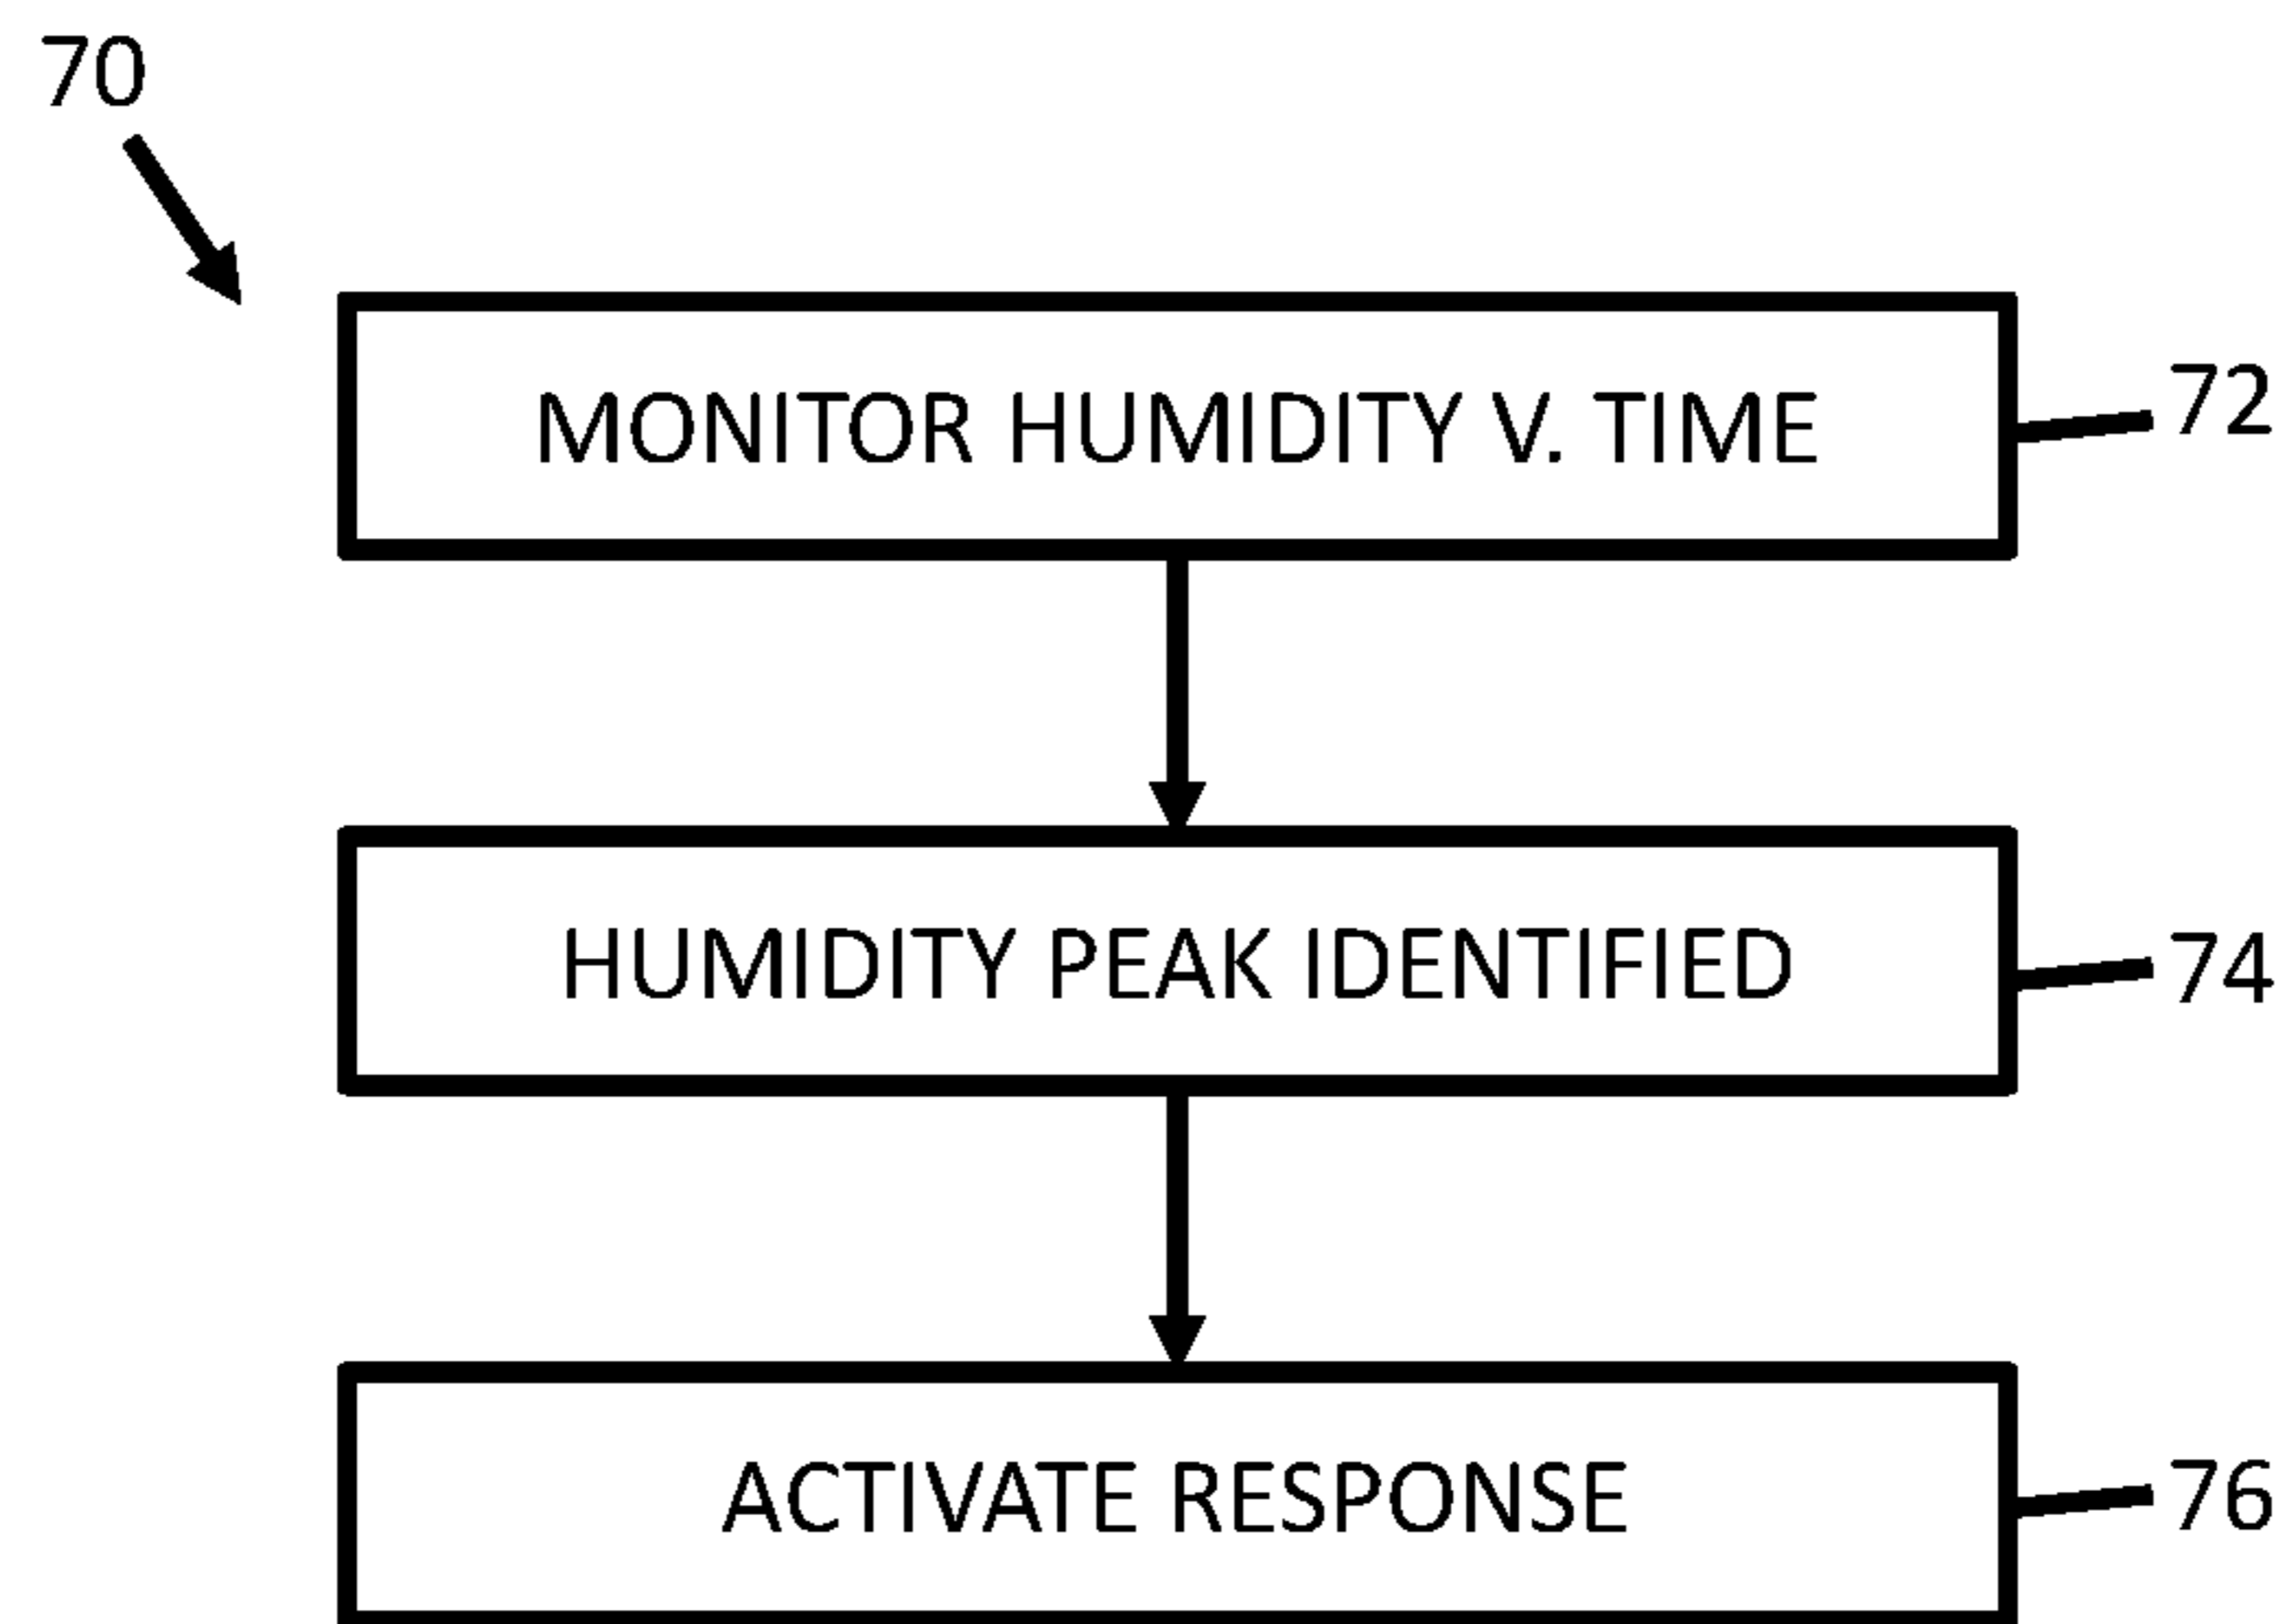 70
MONITOR HUMIDITY V. TIME
72
HUMIDITY PEAK IDENTIFIED
74
ACTIVATE RESPONSE
76